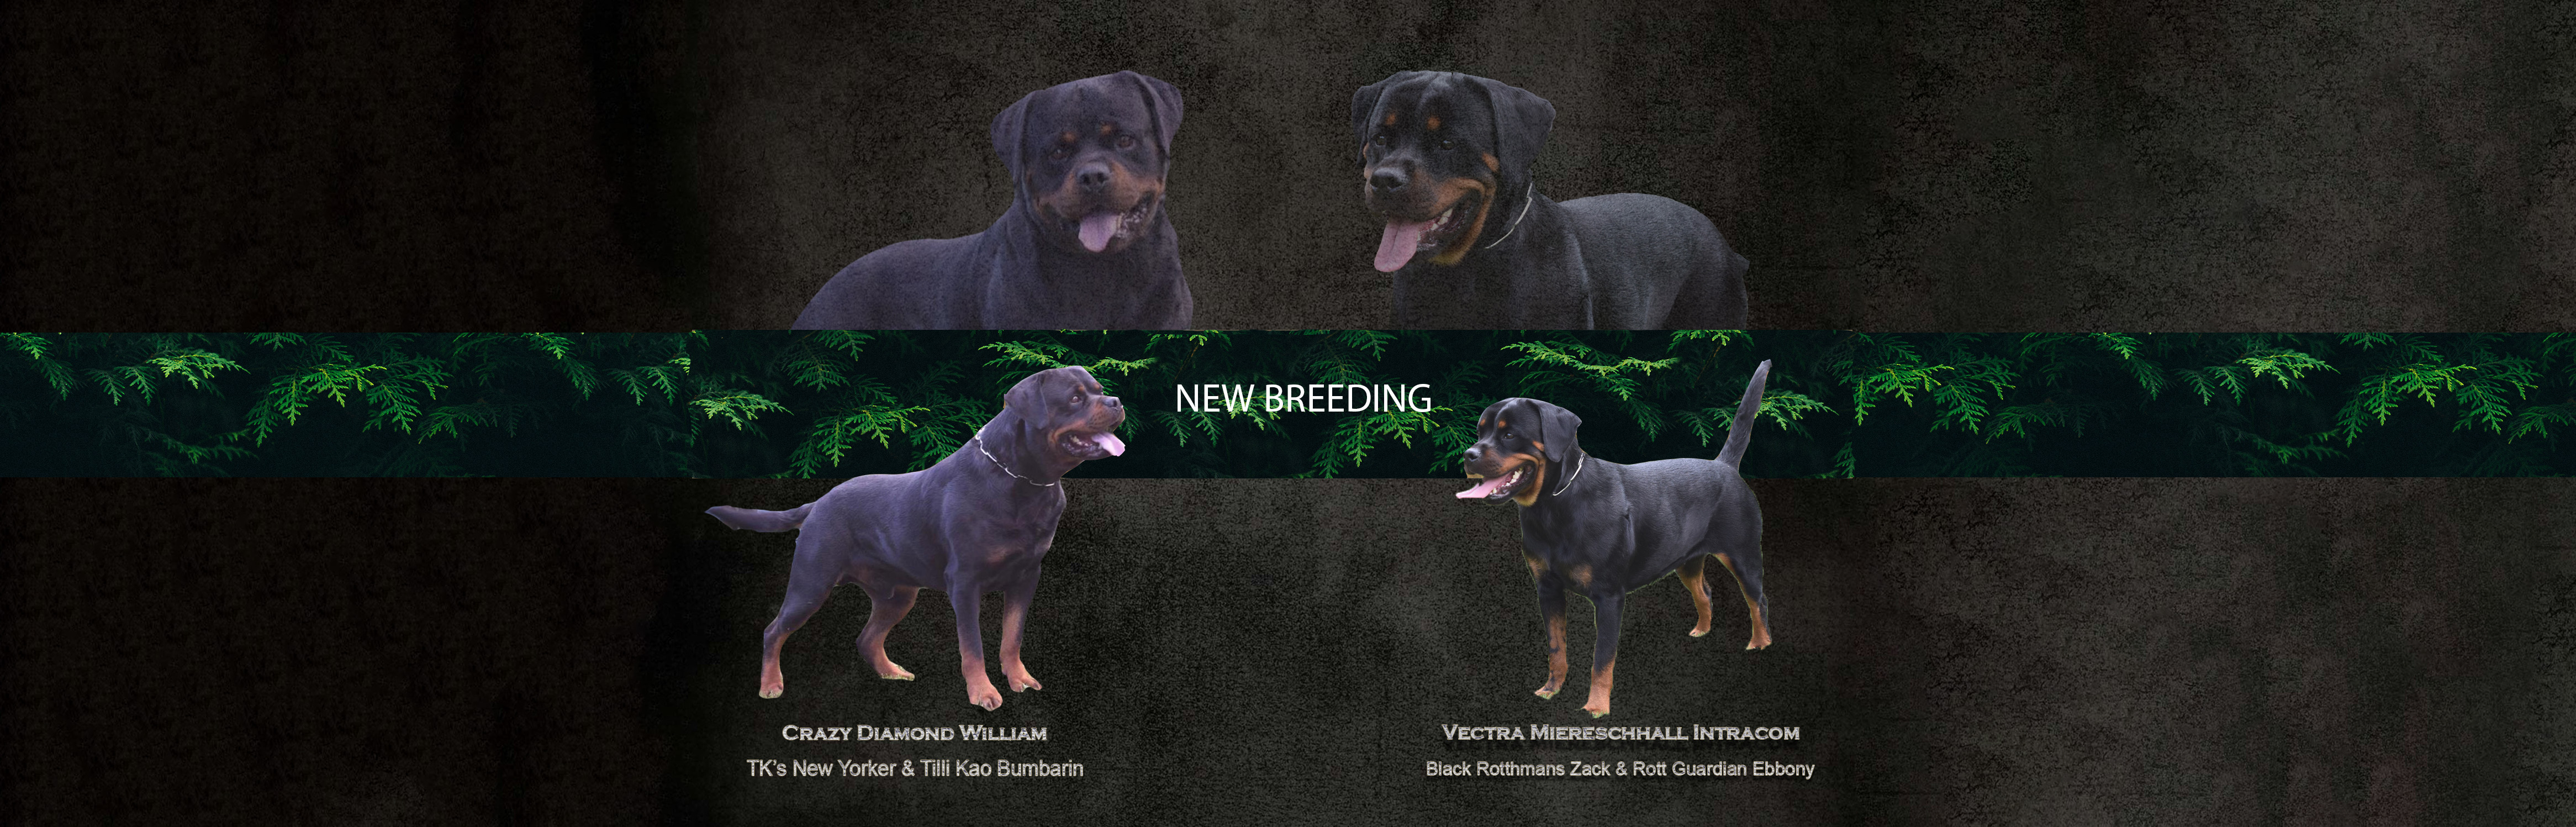 NEW BREEDING
CRAZY DIAMOND WILLIAM
TK's New Yorker & Tilli Kao Bumbarin
VECTRA MIERESCHHALL INTRACOM
Black Rotthmans Zack & Rott Guardian Ebbony